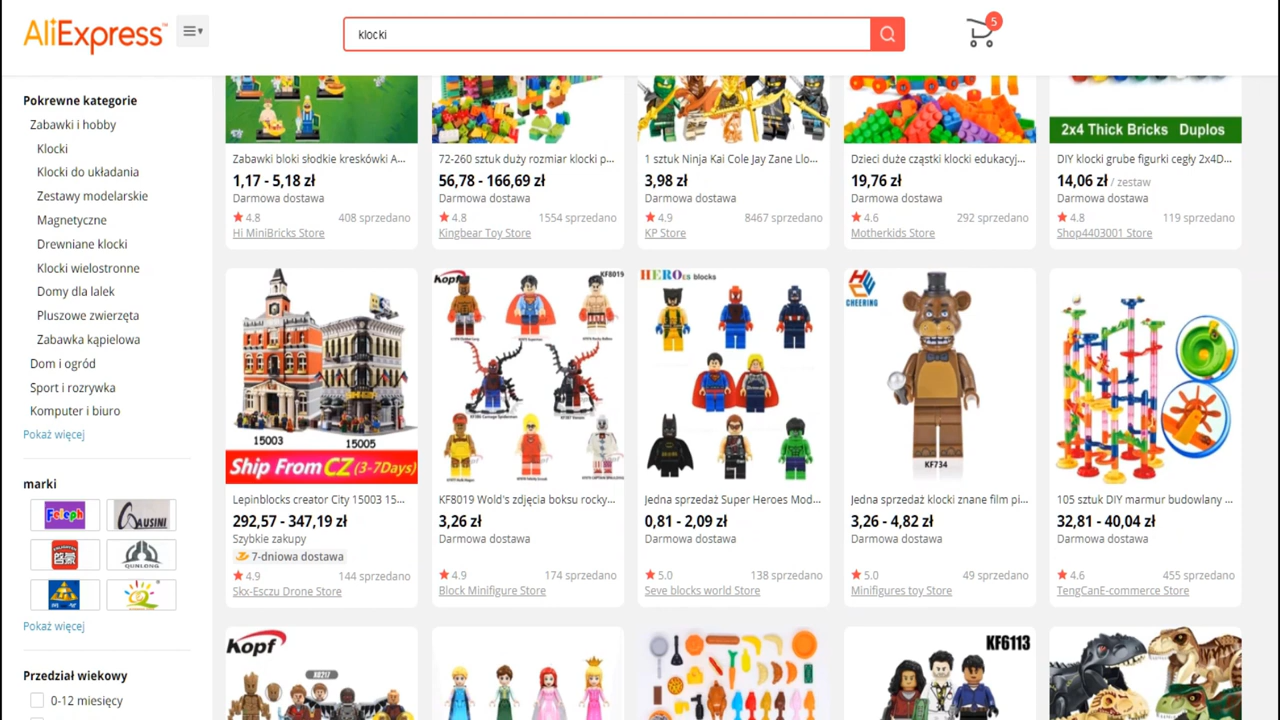 AliExpress™
klocki
5
Pokrewne kategorie
Zabawki i hobby
Klocki
Klocki do układania
Zestawy modelarskie
Magnetyczne
Drewniane klocki
Klocki wielostronne
Domy dla lalek
Pluszowe zwierzęta
Zabawka kąpielowa
Dom i ogród
Sport i rozrywka
Komputer i biuro
Pokaż więcej
marki
Feleph
GAUSINI
QUNLONG
Pokaż więcej
Przedział wiekowy
0-12 miesięcy
2x4 Thick Bricks Duplos
Zabawki bloki słodkie kreskówki A...
1,17 - 5,18 zł
Darmowa dostawa
4.8 408 sprzedano
Hi MiniBricks Store
72-260 sztuk duży rozmiar klocki p...
56,78 - 166,69 zł
Darmowa dostawa
4.8 1554 sprzedano
Kingbear Toy Store
1 sztuk Ninja Kai Cole Jay Zane Llo...
3,98 zł
Darmowa dostawa
4.9 8467 sprzedano
KP Store
Dzieci duże cząstki klocki edukacyj...
19,76 zł
Darmowa dostawa
4.6 292 sprzedano
Motherkids Store
DIY klocki grube figurki cegły 2x4D...
14,06 zł / zestaw
Darmowa dostawa
4.8 119 sprzedano
Shop4403001 Store
15003 15005
Ship From CZ (3-7Days)
Lepinblocks creator City 15003 15...
292,57 - 347,19 zł
Szybkie zakupy
7-dniowa dostawa
4.9 144 sprzedano
Skx-Esczu Drone Store
Kopf KF8019
KF8019 Wold's zdjęcia boksu rocky...
3,26 zł
Darmowa dostawa
4.9 174 sprzedano
Block Minifigure Store
HEROES blocks
Jedna sprzedaż Super Heroes Mod...
0,81 - 2,09 zł
Darmowa dostawa
5.0 138 sprzedano
Seve blocks world Store
CHEERING
KF734
Jedna sprzedaż klocki znane film pi...
3,26 - 4,82 zł
Darmowa dostawa
5.0 49 sprzedano
Minifigures toy Store
105 sztuk DIY marmur budowlany ...
32,81 - 40,04 zł
Darmowa dostawa
4.6 455 sprzedano
TengCanE-commerce Store
Kopf
X0217
KF6113